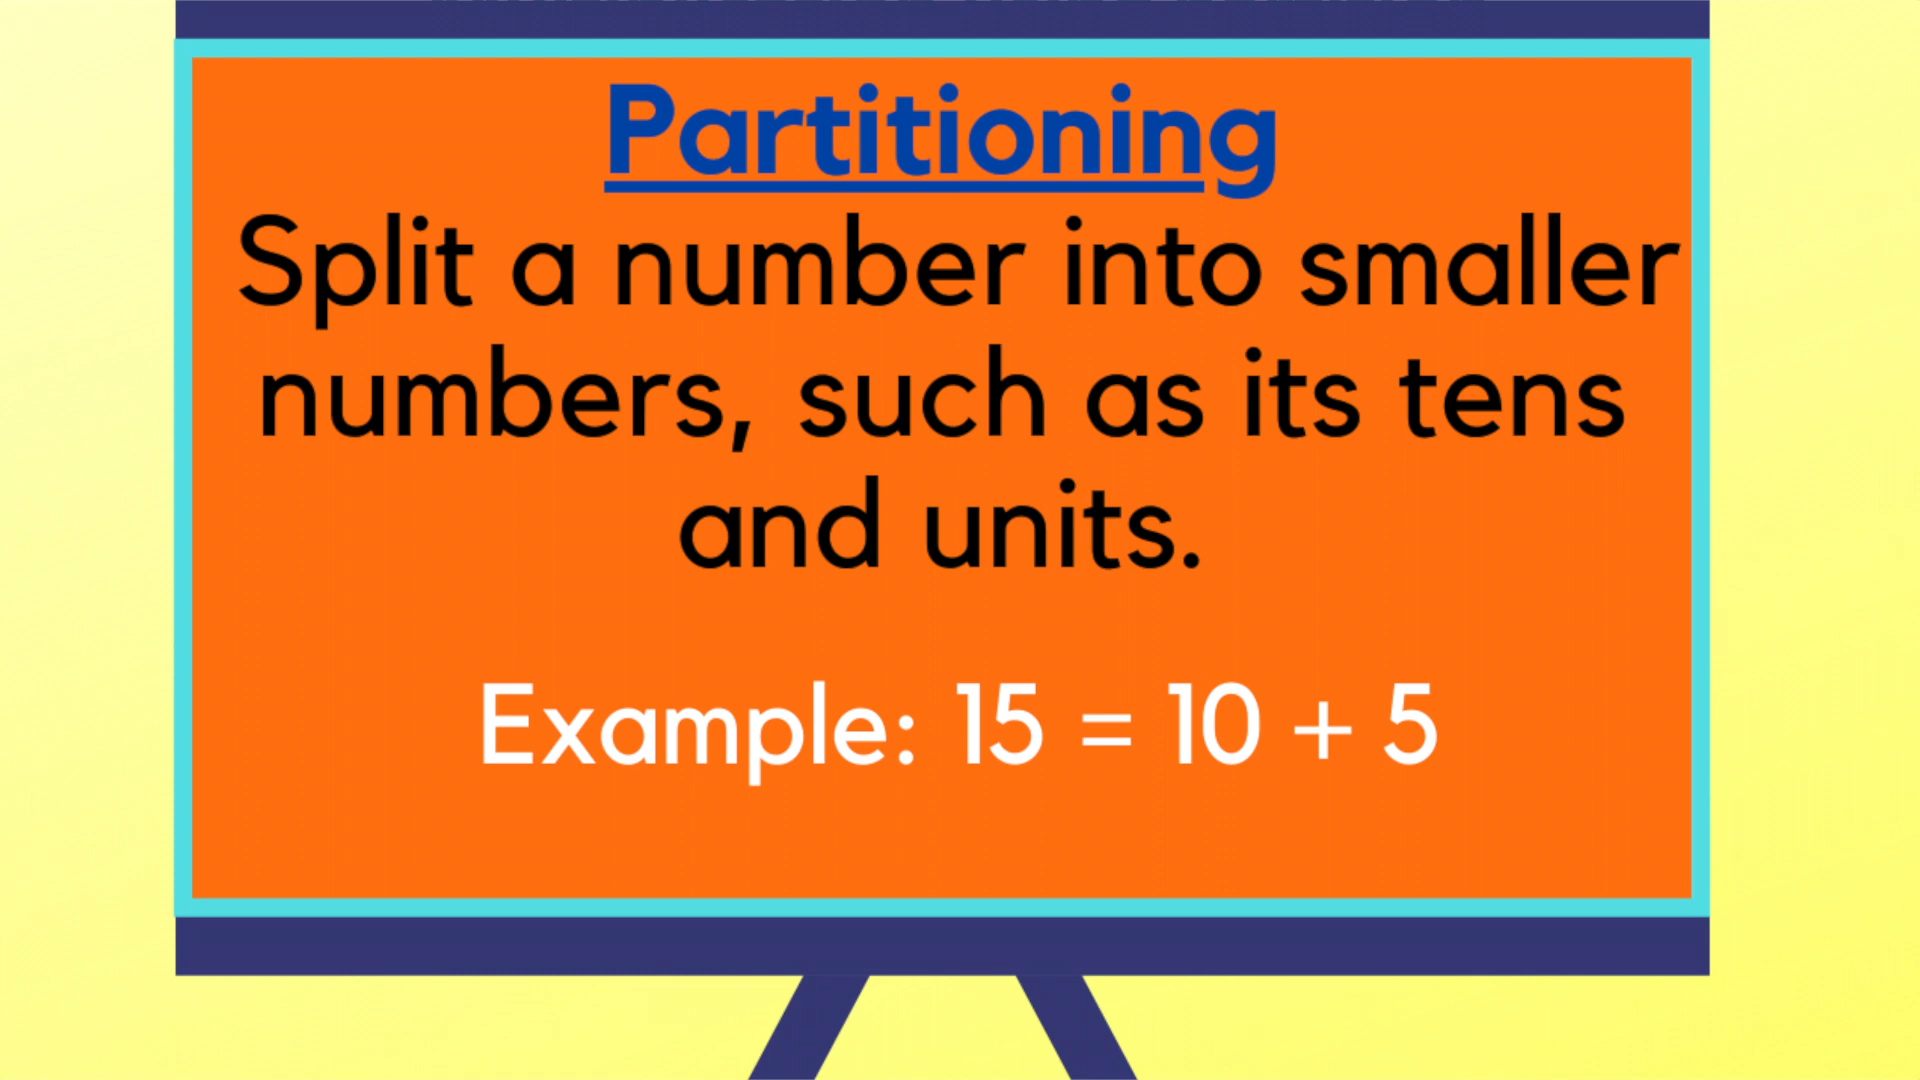 Partitioning
Split a number into smaller
numbers, such as its tens
and units.
Example: 15 = 10 + 5